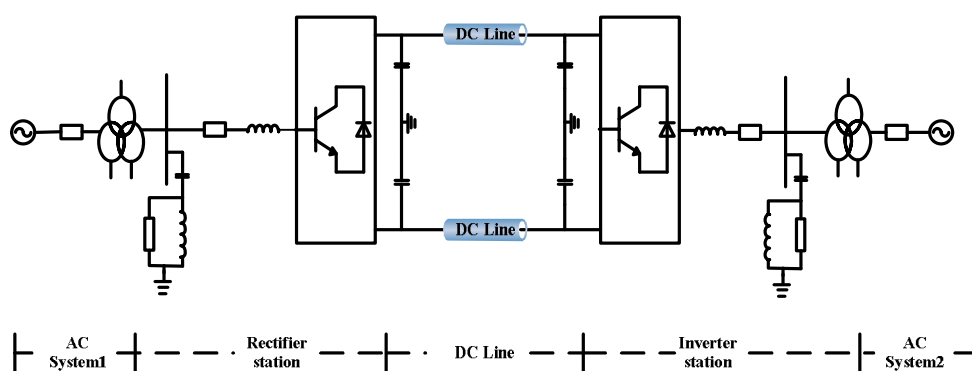 DC Line
DC Line
AC
System1
Rectifier
station
DC Line
Inverter
station
AC
System2